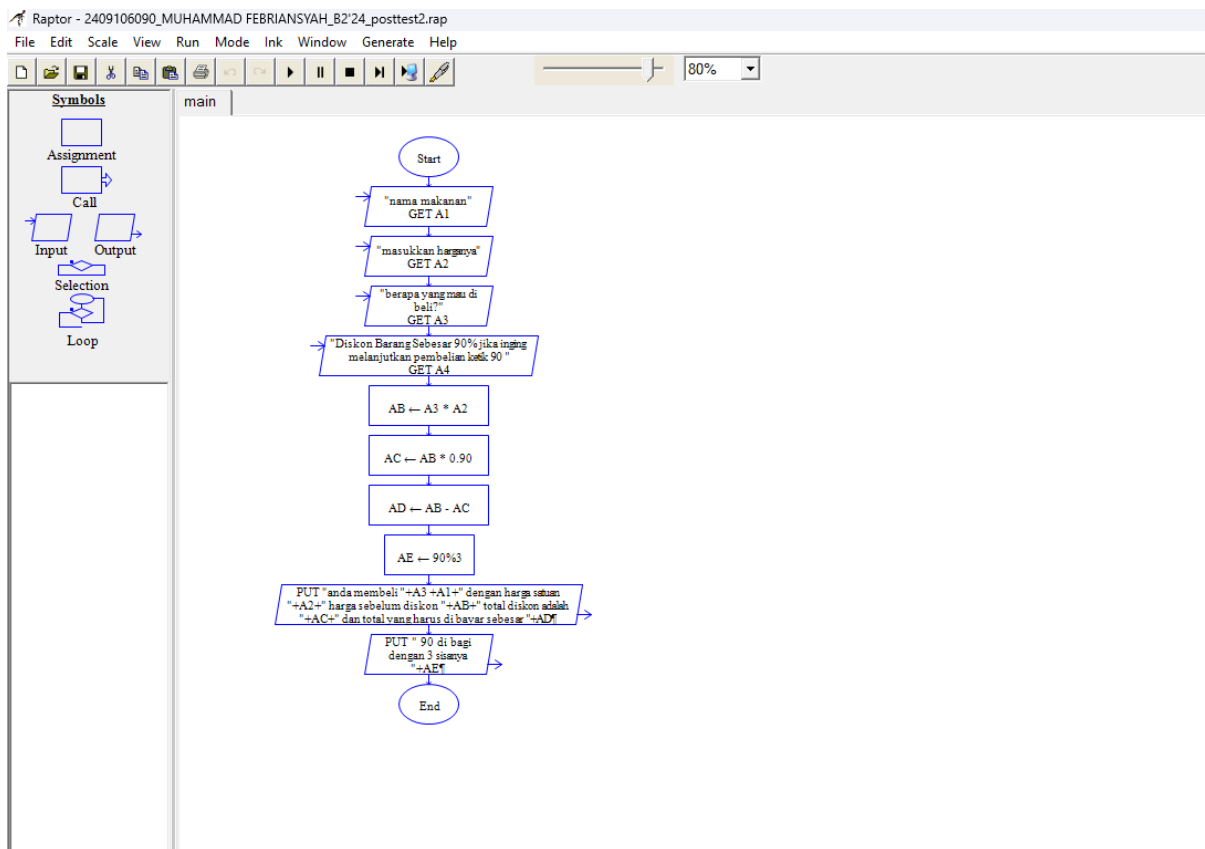 Raptor - 2409106090_MUHAMMAD FEBRIANSYAH_B2'24_posttest2.rap
File Edit Scale View Run Mode Ink Window Generate Help
80%
Symbols
Assignment
Call
Input Output
Selection
Loop
main
Start
"nama makanan"
GET A1
"masukkan harganya"
GET A2
"berapa yang mau di
beli?"
GET A3
"Diskon Barang Sebesar 90% jika inging
melanjutkan pembelian ketik 90 "
GET A4
AB ← A3 * A2
AC ← AB * 0.90
AD ← AB - AC
AE ← 90%3
PUT "anda membeli "+A3 +A1+" dengan harga satuan
"+A2+" harga sebelum diskon "+AB+" total diskon adalah
"+AC+" dan total yang harus di bayar sebesar "+AD¶
PUT " 90 di bagi
dengan 3 sisanya
"+AE¶
End